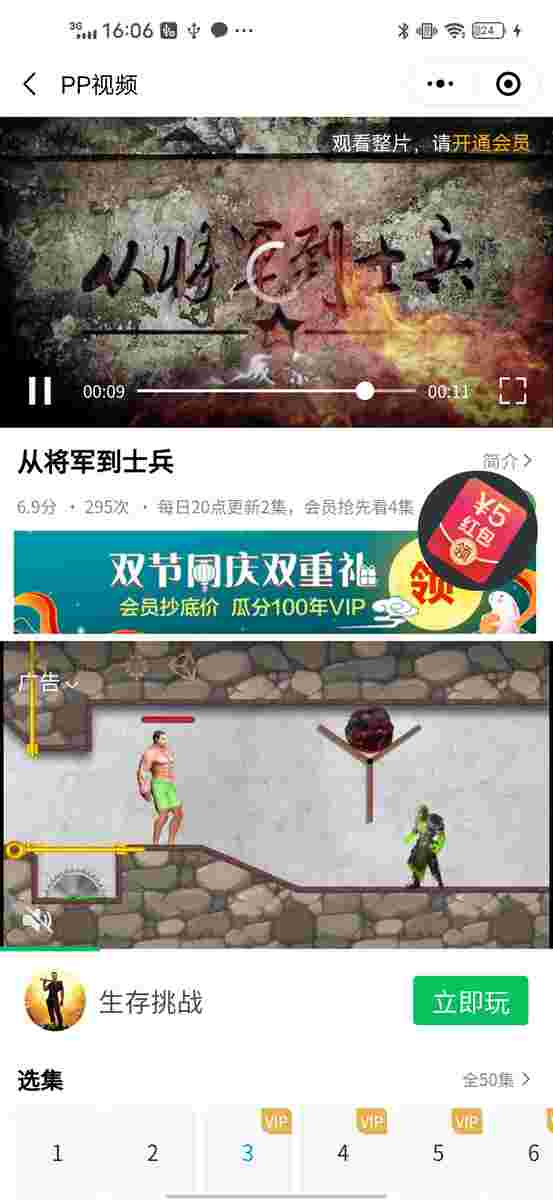 3G 16:06 24
PP视频
观看整片，请开通会员
从将军到士兵
00:09 00:11
从将军到士兵
简介
6.9分 · 295次 · 每日20点更新2集，会员抢先看4集
¥5
红包
领
双节同庆双重礼
会员抄底价 瓜分100年VIP
领
广告
生存挑战
立即玩
选集
全50集
VIP VIP VIP
1 2 3 4 5 6